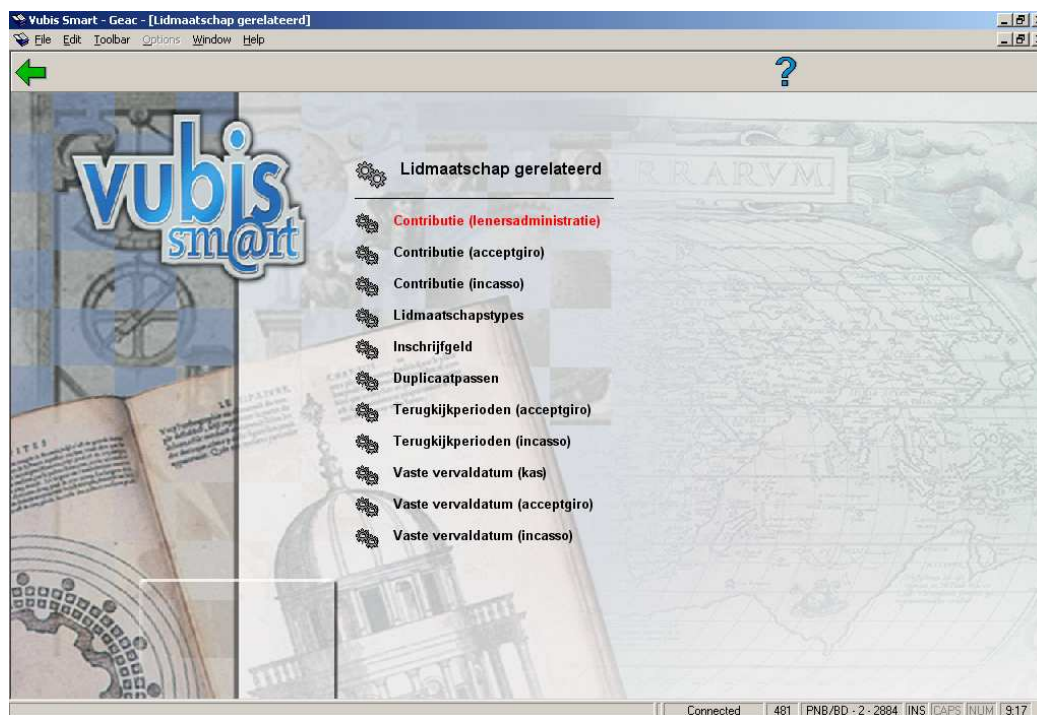 Vubis Smart - Geac - [Lidmaatschap gerelateerd]
File Edit Toolbar Options Window Help
?
vubis
sm@rt
Lidmaatschap gerelateerd
RARVM
Contributie (lenersadministratie)
Contributie (acceptgiro)
Contributie (incasso)
Lidmaatschapstypes
Inschrijfgeld
Duplicaatpassen
Terugkijkperioden (acceptgiro)
Terugkijkperioden (incasso)
Vaste vervaldatum (kas)
Vaste vervaldatum (acceptgiro)
Vaste vervaldatum (incasso)
Connected 481 PNB/BD - 2 - 2884 INS CAPS NUM 9:17